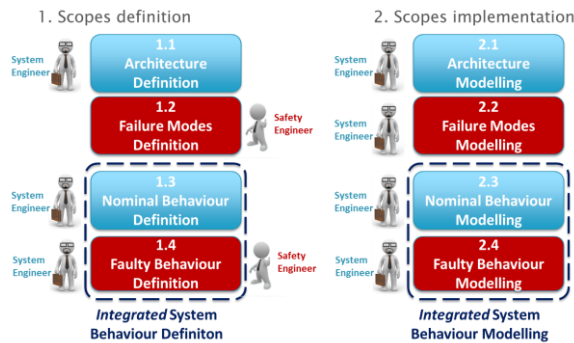 1. Scopes definition
1.1
Architecture
Definition
System
Engineer
1.2
Failure Modes
Definition
Safety
Engineer
1.3
Nominal Behaviour
Definition
System
Engineer
1.4
Faulty Behaviour
Definition
System
Engineer
Safety
Engineer
Integrated System
Behaviour Definiton
2. Scopes implementation
2.1
Architecture
Modelling
System
Engineer
2.2
Failure Modes
Modelling
System
Engineer
2.3
Nominal Behaviour
Modelling
System
Engineer
2.4
Faulty Behaviour
Modelling
System
Engineer
Integrated System
Behaviour Modelling